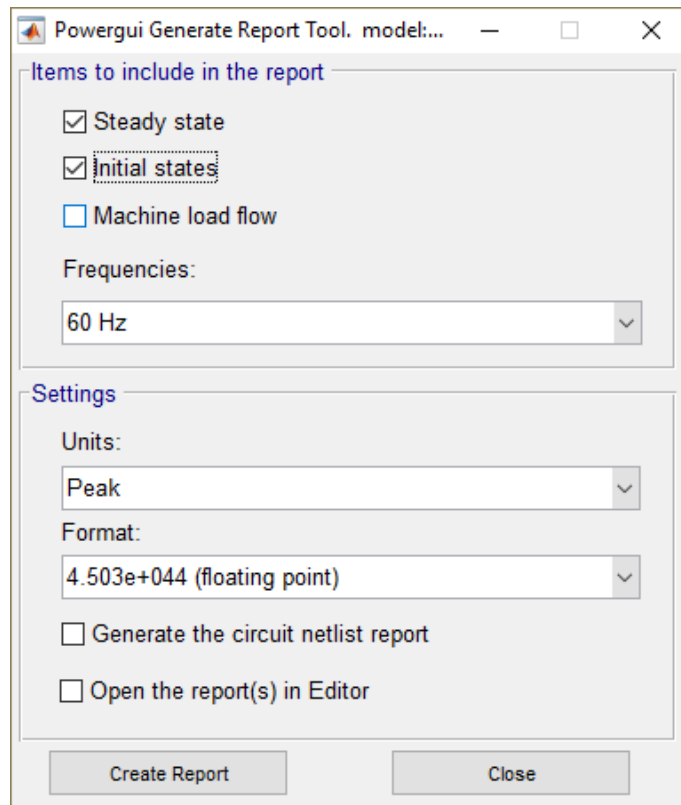 Powergui Generate Report Tool. model:...
Items to include in the report
Steady state
Initial states
Machine load flow
Frequencies:
60 Hz
Settings
Units:
Peak
Format:
4.503e+044 (floating point)
Generate the circuit netlist report
Open the report(s) in Editor
Create Report
Close